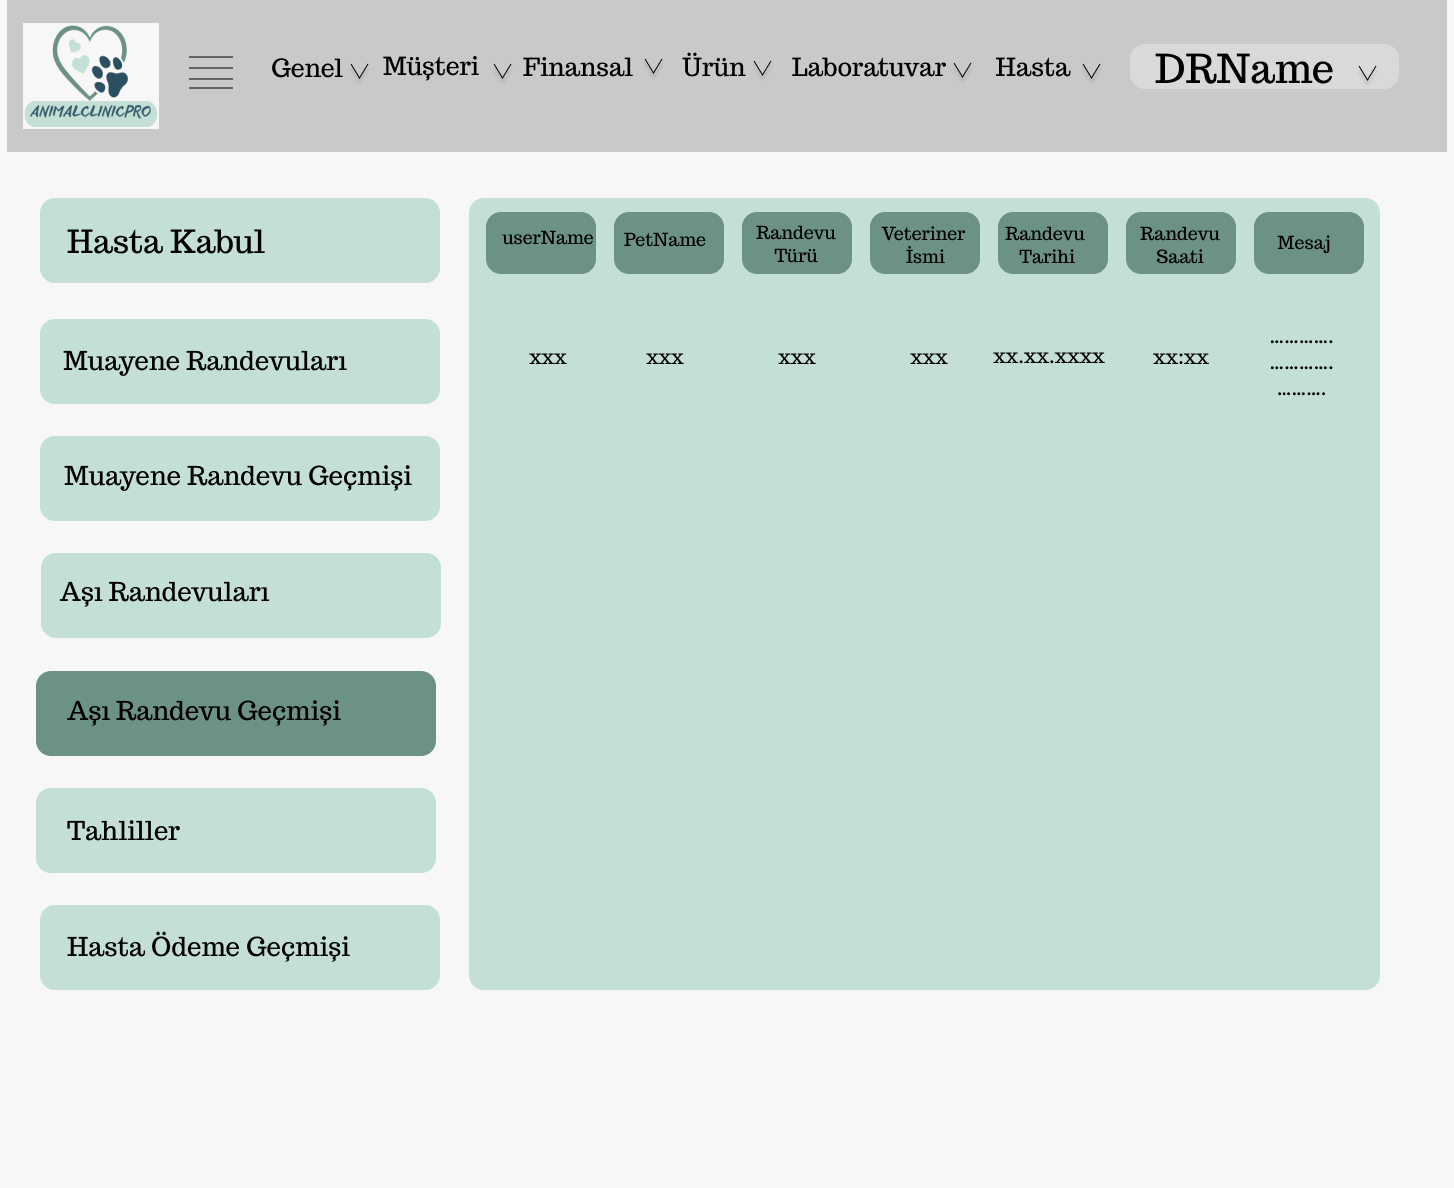 ANIMALCLINICPRO
Genel
Müşteri
Finansal
Ürün
Laboratuvar
Hasta
DRName
Hasta Kabul
Muayene Randevuları
Muayene Randevu Geçmişi
Aşı Randevuları
Aşı Randevu Geçmişi
Tahliller
Hasta Ödeme Geçmişi
userName
PetName
Randevu
Türü
Veteriner
İsmi
Randevu
Tarihi
Randevu
Saati
Mesaj
xxx
xxx
xxx
xxx
xx.xx.xxxx
xx:xx
.............
.............
..........